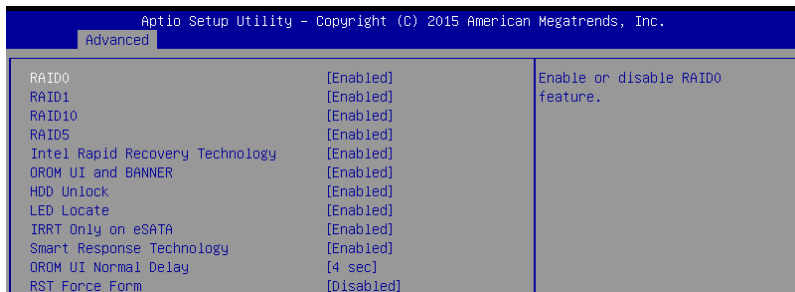 Aptio Setup Utility – Copyright (C) 2015 American Megatrends, Inc.
Advanced
RAID0 [Enabled] Enable or disable RAID0
RAID1 [Enabled] feature.
RAID10 [Enabled]
RAID5 [Enabled]
Intel Rapid Recovery Technology [Enabled]
OROM UI and BANNER [Enabled]
HDD Unlock [Enabled]
LED Locate [Enabled]
IRRT Only on eSATA [Enabled]
Smart Response Technology [Enabled]
OROM UI Normal Delay [4 sec]
RST Force Form [Disabled]